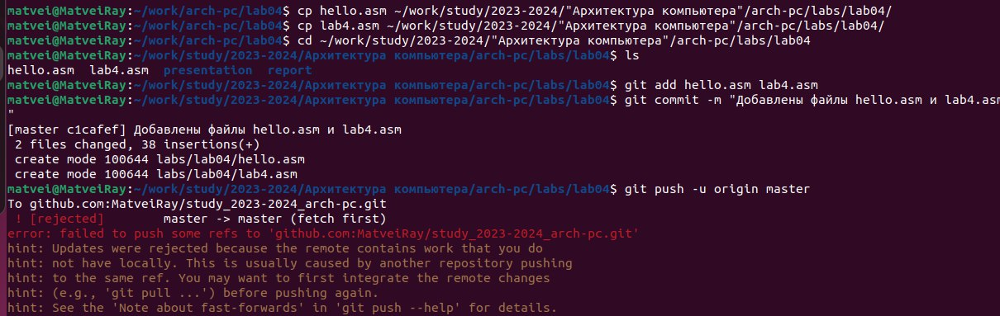 matvei@MatveiRay:~/work/arch-pc/lab04$ cp hello.asm ~/work/study/2023-2024/"Архитектура компьютера"/arch-pc/labs/lab04/
matvei@MatveiRay:~/work/arch-pc/lab04$ cp lab4.asm ~/work/study/2023-2024/"Архитектура компьютера"/arch-pc/labs/lab04/
matvei@MatveiRay:~/work/arch-pc/lab04$ cd ~/work/study/2023-2024/"Архитектура компьютера"/arch-pc/labs/lab04
matvei@MatveiRay:~/work/study/2023-2024/Архитектура компьютера/arch-pc/labs/lab04$ ls
hello.asm  lab4.asm  presentation  report
matvei@MatveiRay:~/work/study/2023-2024/Архитектура компьютера/arch-pc/labs/lab04$ git add hello.asm lab4.asm
matvei@MatveiRay:~/work/study/2023-2024/Архитектура компьютера/arch-pc/labs/lab04$ git commit -m "Добавлены файлы hello.asm и lab4.asm
"
[master c1cafef] Добавлены файлы hello.asm и lab4.asm
 2 files changed, 38 insertions(+)
 create mode 100644 labs/lab04/hello.asm
 create mode 100644 labs/lab04/lab4.asm
matvei@MatveiRay:~/work/study/2023-2024/Архитектура компьютера/arch-pc/labs/lab04$ git push -u origin master
To github.com:MatveiRay/study_2023-2024_arch-pc.git
 ! [rejected]        master -> master (fetch first)
error: failed to push some refs to 'github.com:MatveiRay/study_2023-2024_arch-pc.git'
hint: Updates were rejected because the remote contains work that you do
hint: not have locally. This is usually caused by another repository pushing
hint: to the same ref. You may want to first integrate the remote changes
hint: (e.g., 'git pull ...') before pushing again.
hint: See the 'Note about fast-forwards' in 'git push --help' for details.